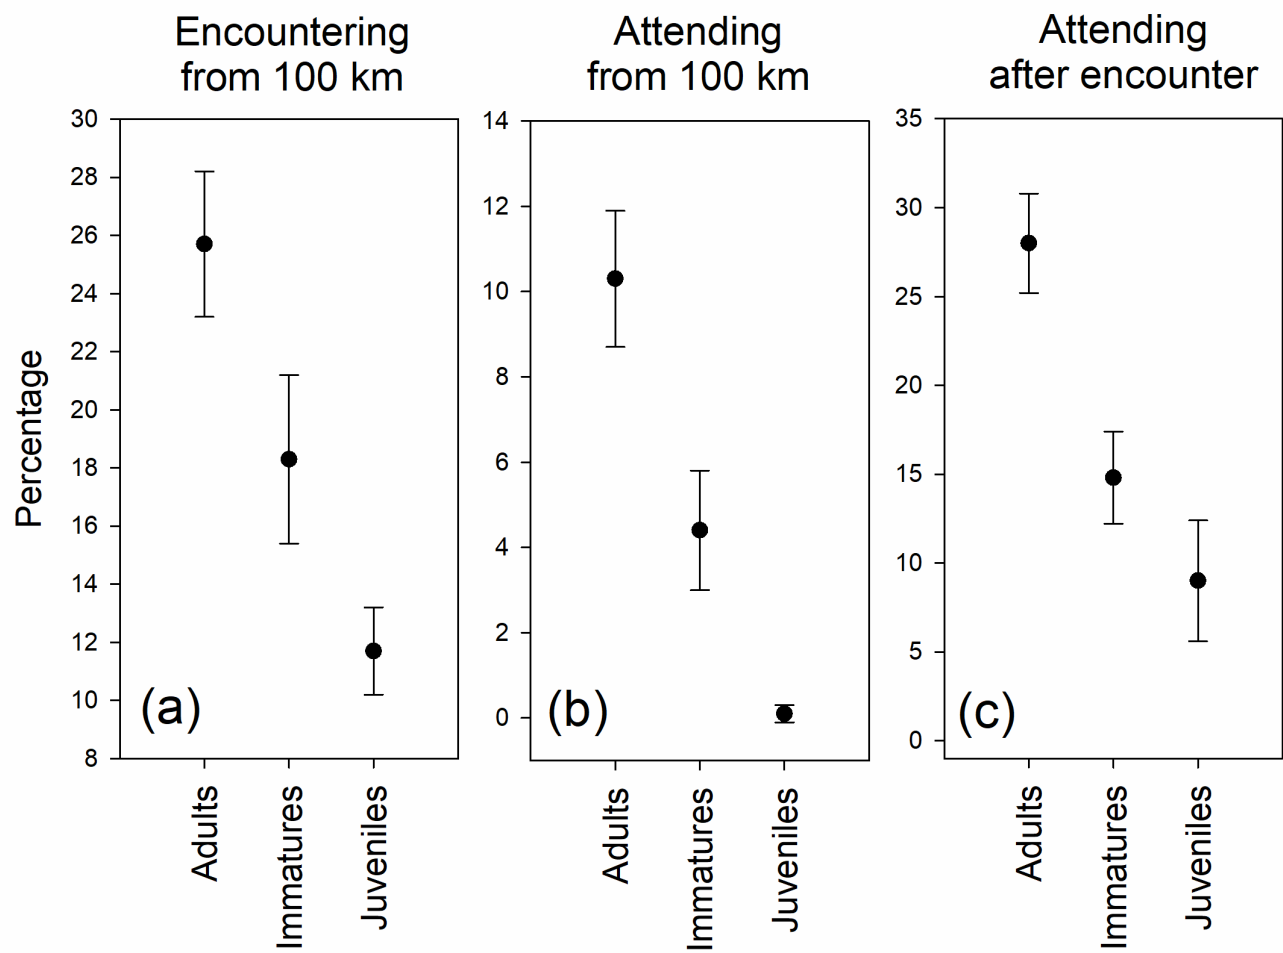 Encountering
from 100 km
Attending
from 100 km
Attending
after encounter
Percentage
30
28
26
24
22
20
18
16
14
12
10
8
(a)
Adults
Immatures
Juveniles
14
12
10
8
6
4
2
0
(b)
Adults
Immatures
Juveniles
35
30
25
20
15
10
5
0
(c)
Adults
Immatures
Juveniles